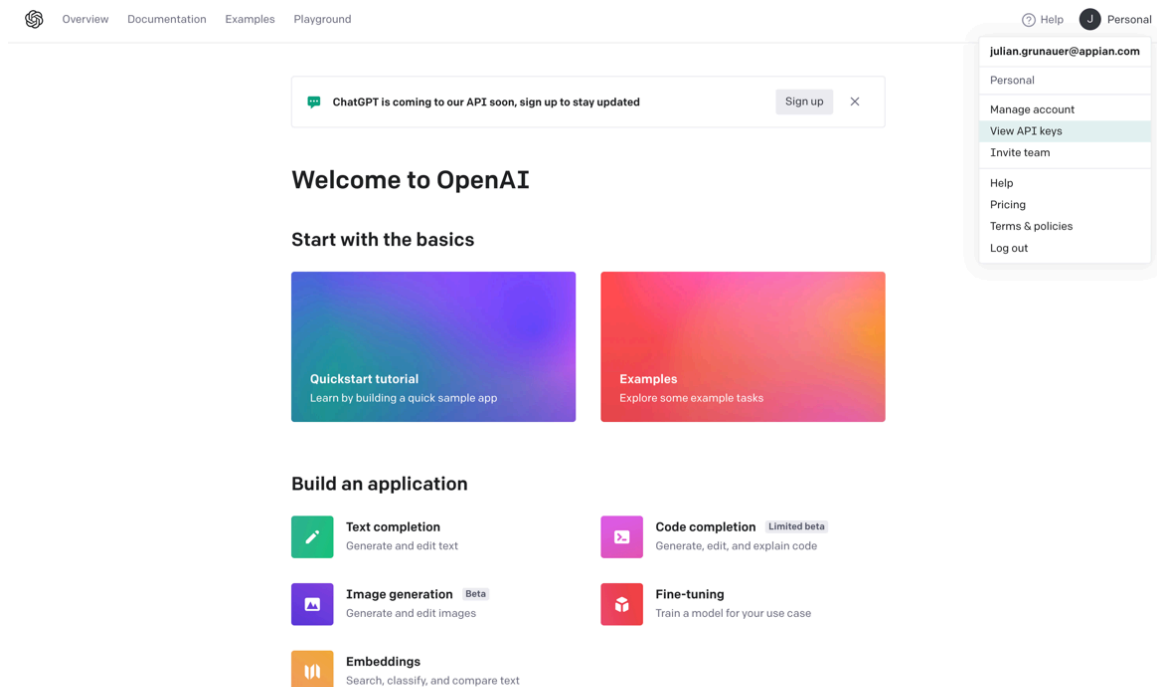 Overview Documentation Examples Playground Help J Personal
julian.grunauer@appian.com
Personal
Manage account
View API keys
Invite team
Help
Pricing
Terms & policies
Log out
ChatGPT is coming to our API soon, sign up to stay updated Sign up
Welcome to OpenAI
Start with the basics
Quickstart tutorial
Learn by building a quick sample app
Examples
Explore some example tasks
Build an application
Text completion
Generate and edit text
Code completion Limited beta
Generate, edit, and explain code
Image generation Beta
Generate and edit images
Fine-tuning
Train a model for your use case
Embeddings
Search, classify, and compare text